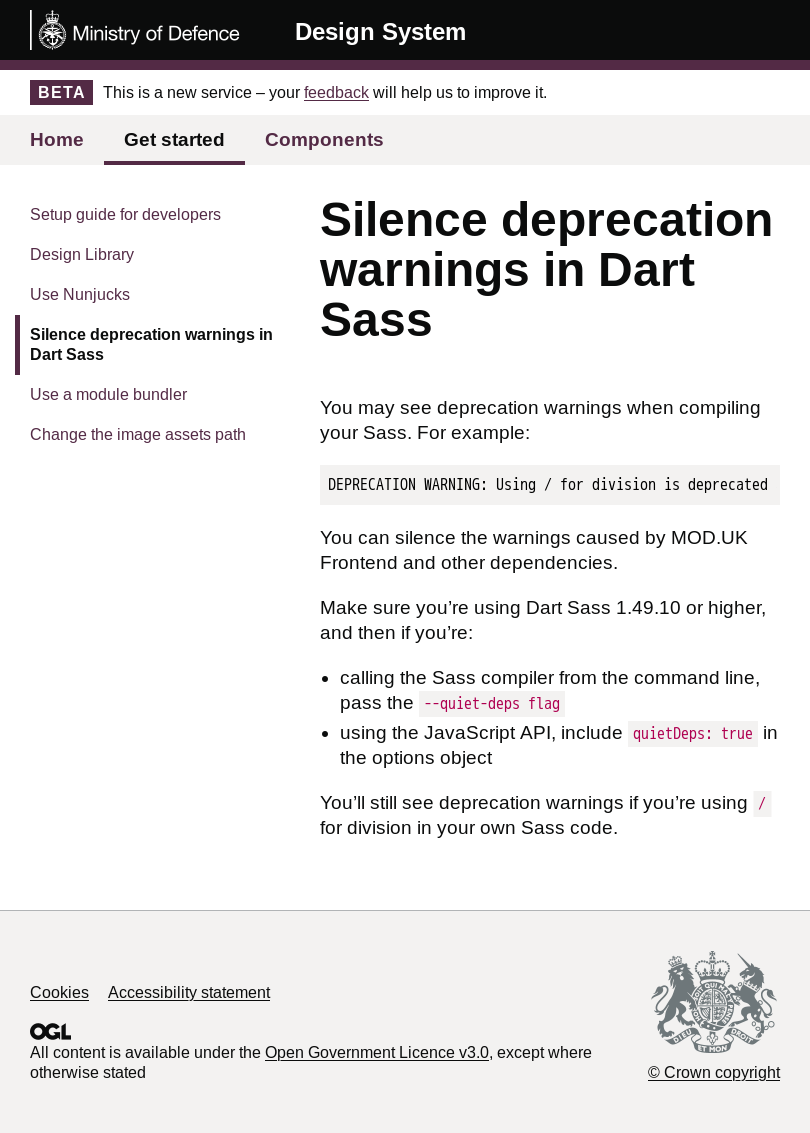 Ministry of Defence
Design System
BETA This is a new service – your feedback will help us to improve it.
Home Get started Components
Setup guide for developers
Design Library
Use Nunjucks
Silence deprecation warnings in
Dart Sass
Use a module bundler
Change the image assets path
Silence deprecation
warnings in Dart
Sass
You may see deprecation warnings when compiling
your Sass. For example:
DEPRECATION WARNING: Using / for division is deprecated
You can silence the warnings caused by MOD.UK
Frontend and other dependencies.
Make sure you’re using Dart Sass 1.49.10 or higher,
and then if you’re:
• calling the Sass compiler from the command line,
pass the --quiet-deps flag
• using the JavaScript API, include quietDeps: true in
the options object
You’ll still see deprecation warnings if you’re using /
for division in your own Sass code.
Cookies Accessibility statement
OGL
All content is available under the Open Government Licence v3.0, except where
otherwise stated
DIEU ET MON DROIT
© Crown copyright